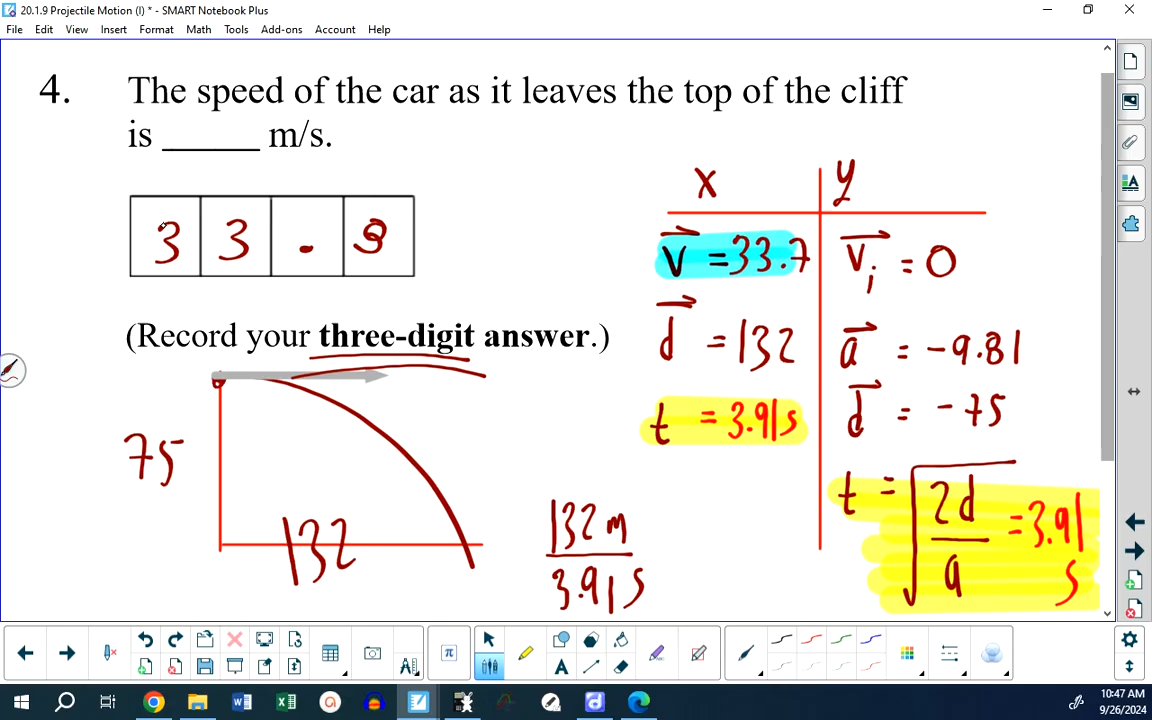 20.1.9 Projectile Motion (I) * - SMART Notebook Plus
File Edit View Insert Format Math Tools Add-ons Account Help
4. The speed of the car as it leaves the top of the cliff
is ______ m/s.
3 3 .
(Record your three-digit answer.)
x y
v = 33.7
vi = 0
d = 132
a = -9.81
t = 3.91s
d = -75
t = √(2d/a) = 3.91 s
75
132
132 m
3.91 s
10:47 AM
9/26/2024